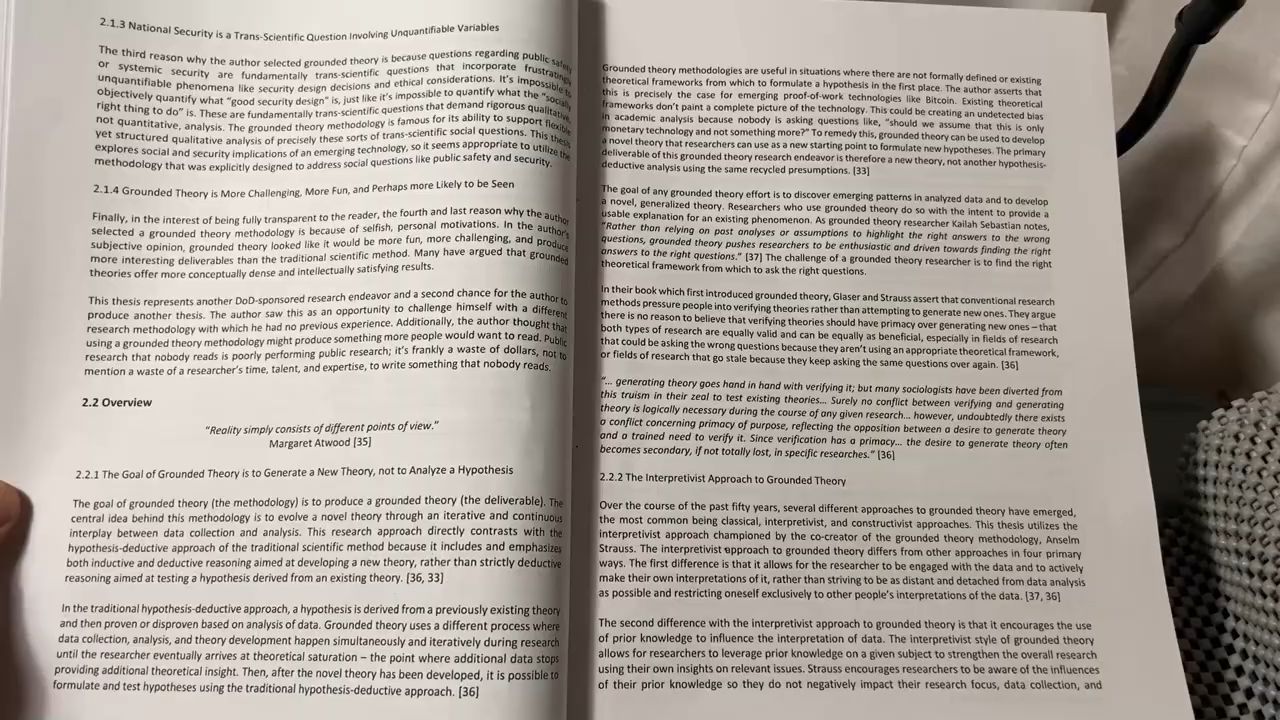 2.1.3 National Security is a Trans-Scientific Question Involving Unquantifiable Variables
The third reason why the author selected grounded theory is because questions regarding public safety
or systemic security are fundamentally trans-scientific questions that incorporate frustratingly
unquantifiable phenomena like security design decisions and ethical considerations. It's impossible to
objectively quantify what "good security design" is, just like it's impossible to quantify what the "socially
right thing to do" is. These are fundamentally trans-scientific questions that demand rigorous qualitative,
not quantitative, analysis. The grounded theory methodology is famous for its ability to support flexible
yet structured qualitative analysis of precisely these sorts of trans-scientific social questions. This thesis
explores social and security implications of an emerging technology, so it seems appropriate to utilize the
methodology that was explicitly designed to address social questions like public safety and security.
2.1.4 Grounded Theory is More Challenging, More Fun, and Perhaps more Likely to be Seen
Finally, in the interest of being fully transparent to the reader, the fourth and last reason why the author
selected a grounded theory methodology is because of selfish, personal motivations. In the author's
subjective opinion, grounded theory looked like it would be more fun, more challenging, and produce
more interesting deliverables than the traditional scientific method. Many have argued that grounded
theories offer more conceptually dense and intellectually satisfying results.
This thesis represents another DoD-sponsored research endeavor and a second chance for the author to
produce another thesis. The author saw this as an opportunity to challenge himself with a different
research methodology with which he had no previous experience. Additionally, the author thought that
using a grounded theory methodology might produce something more people would want to read. Public
research that nobody reads is poorly performing public research; it's frankly a waste of dollars, not to
mention a waste of a researcher's time, talent, and expertise, to write something that nobody reads.
2.2 Overview
"Reality simply consists of different points of view."
Margaret Atwood [35]
2.2.1 The Goal of Grounded Theory is to Generate a New Theory, not to Analyze a Hypothesis
The goal of grounded theory (the methodology) is to produce a grounded theory (the deliverable). The
central idea behind this methodology is to evolve a novel theory through an iterative and continuous
interplay between data collection and analysis. This research approach directly contrasts with the
hypothesis-deductive approach of the traditional scientific method because it includes and emphasizes
both inductive and deductive reasoning aimed at developing a new theory, rather than strictly deductive
reasoning aimed at testing a hypothesis derived from an existing theory. [36, 33]
In the traditional hypothesis-deductive approach, a hypothesis is derived from a previously existing theory
and then proven or disproven based on analysis of data. Grounded theory uses a different process where
data collection, analysis, and theory development happen simultaneously and iteratively during research
until the researcher eventually arrives at theoretical saturation – the point where additional data stops
providing additional theoretical insight. Then, after the novel theory has been developed, it is possible to
formulate and test hypotheses using the traditional hypothesis-deductive approach. [36]
Grounded theory methodologies are useful in situations where there are not formally defined or existing
theoretical frameworks from which to formulate a hypothesis in the first place. The author asserts that
this is precisely the case for emerging proof-of-work technologies like Bitcoin. Existing theoretical
frameworks don't paint a complete picture of the technology. This could be creating an undetected bias
in academic analysis because nobody is asking questions like, "should we assume that this is only
monetary technology and not something more?" To remedy this, grounded theory can be used to develop
a novel theory that researchers can use as a new starting point to formulate new hypotheses. The primary
deliverable of this grounded theory research endeavor is therefore a new theory, not another hypothesis-
deductive analysis using the same recycled presumptions. [33]
The goal of any grounded theory effort is to discover emerging patterns in analyzed data and to develop
a novel, generalized theory. Researchers who use grounded theory do so with the intent to provide a
usable explanation for an existing phenomenon. As grounded theory researcher Kailah Sebastian notes,
"Rather than relying on past analyses or assumptions to highlight the right answers to the wrong
questions, grounded theory pushes researchers to be enthusiastic and driven towards finding the right
answers to the right questions." [37] The challenge of a grounded theory researcher is to find the right
theoretical framework from which to ask the right questions.
In their book which first introduced grounded theory, Glaser and Strauss assert that conventional research
methods pressure people into verifying theories rather than attempting to generate new ones. They argue
there is no reason to believe that verifying theories should have primacy over generating new ones – that
both types of research are equally valid and can be equally as beneficial, especially in fields of research
that could be asking the wrong questions because they aren't using an appropriate theoretical framework,
or fields of research that go stale because they keep asking the same questions over again. [36]
"... generating theory goes hand in hand with verifying it; but many sociologists have been diverted from
this truism in their zeal to test existing theories... Surely no conflict between verifying and generating
theory is logically necessary during the course of any given research... however, undoubtedly there exists
a conflict concerning primacy of purpose, reflecting the opposition between a desire to generate theory
and a trained need to verify it. Since verification has a primacy... the desire to generate theory often
becomes secondary, if not totally lost, in specific researches." [36]
2.2.2 The Interpretivist Approach to Grounded Theory
Over the course of the past fifty years, several different approaches to grounded theory have emerged,
the most common being classical, interpretivist, and constructivist approaches. This thesis utilizes the
interpretivist approach championed by the co-creator of the grounded theory methodology, Anselm
Strauss. The interpretivist approach to grounded theory differs from other approaches in four primary
ways. The first difference is that it allows for the researcher to be engaged with the data and to actively
make their own interpretations of it, rather than striving to be as distant and detached from data analysis
as possible and restricting oneself exclusively to other people's interpretations of the data. [37, 36]
The second difference with the interpretivist approach to grounded theory is that it encourages the use
of prior knowledge to influence the interpretation of data. The interpretivist style of grounded theory
allows for researchers to leverage prior knowledge on a given subject to strengthen the overall research
using their own insights on relevant issues. Strauss encourages researchers to be aware of the influences
of their prior knowledge so they do not negatively impact their research focus, data collection, and